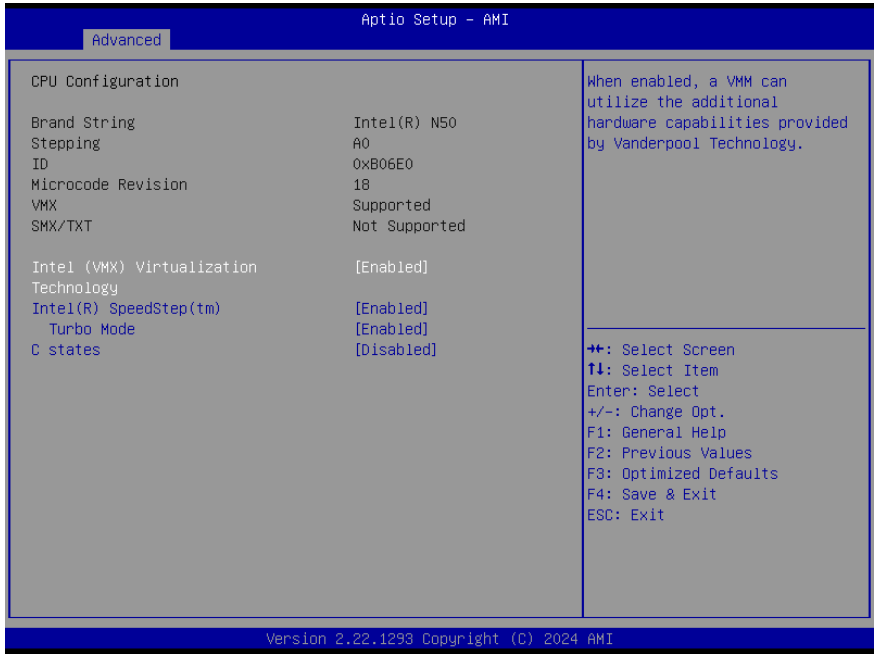 Aptio Setup – AMI
Advanced
CPU Configuration
Brand String Intel(R) N50
Stepping A0
ID 0xB06E0
Microcode Revision 18
VMX Supported
SMX/TXT Not Supported
Intel (VMX) Virtualization [Enabled]
Technology
Intel(R) SpeedStep(tm) [Enabled]
Turbo Mode [Enabled]
C states [Disabled]
When enabled, a VMM can
utilize the additional
hardware capabilities provided
by Vanderpool Technology.
→←: Select Screen
↑↓: Select Item
Enter: Select
+/-: Change Opt.
F1: General Help
F2: Previous Values
F3: Optimized Defaults
F4: Save & Exit
ESC: Exit
Version 2.22.1293 Copyright (C) 2024 AMI